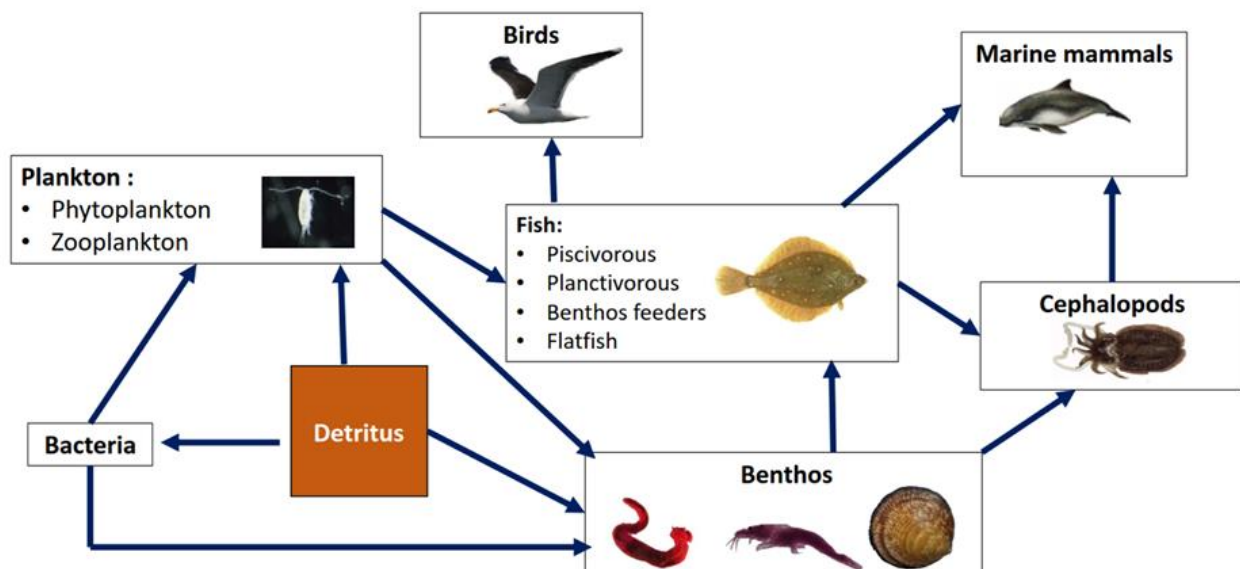 Birds
Marine mammals
Plankton :
• Phytoplankton
• Zooplankton
Fish:
• Piscivorous
• Planctivorous
• Benthos feeders
• Flatfish
Cephalopods
Detritus
Bacteria
Benthos